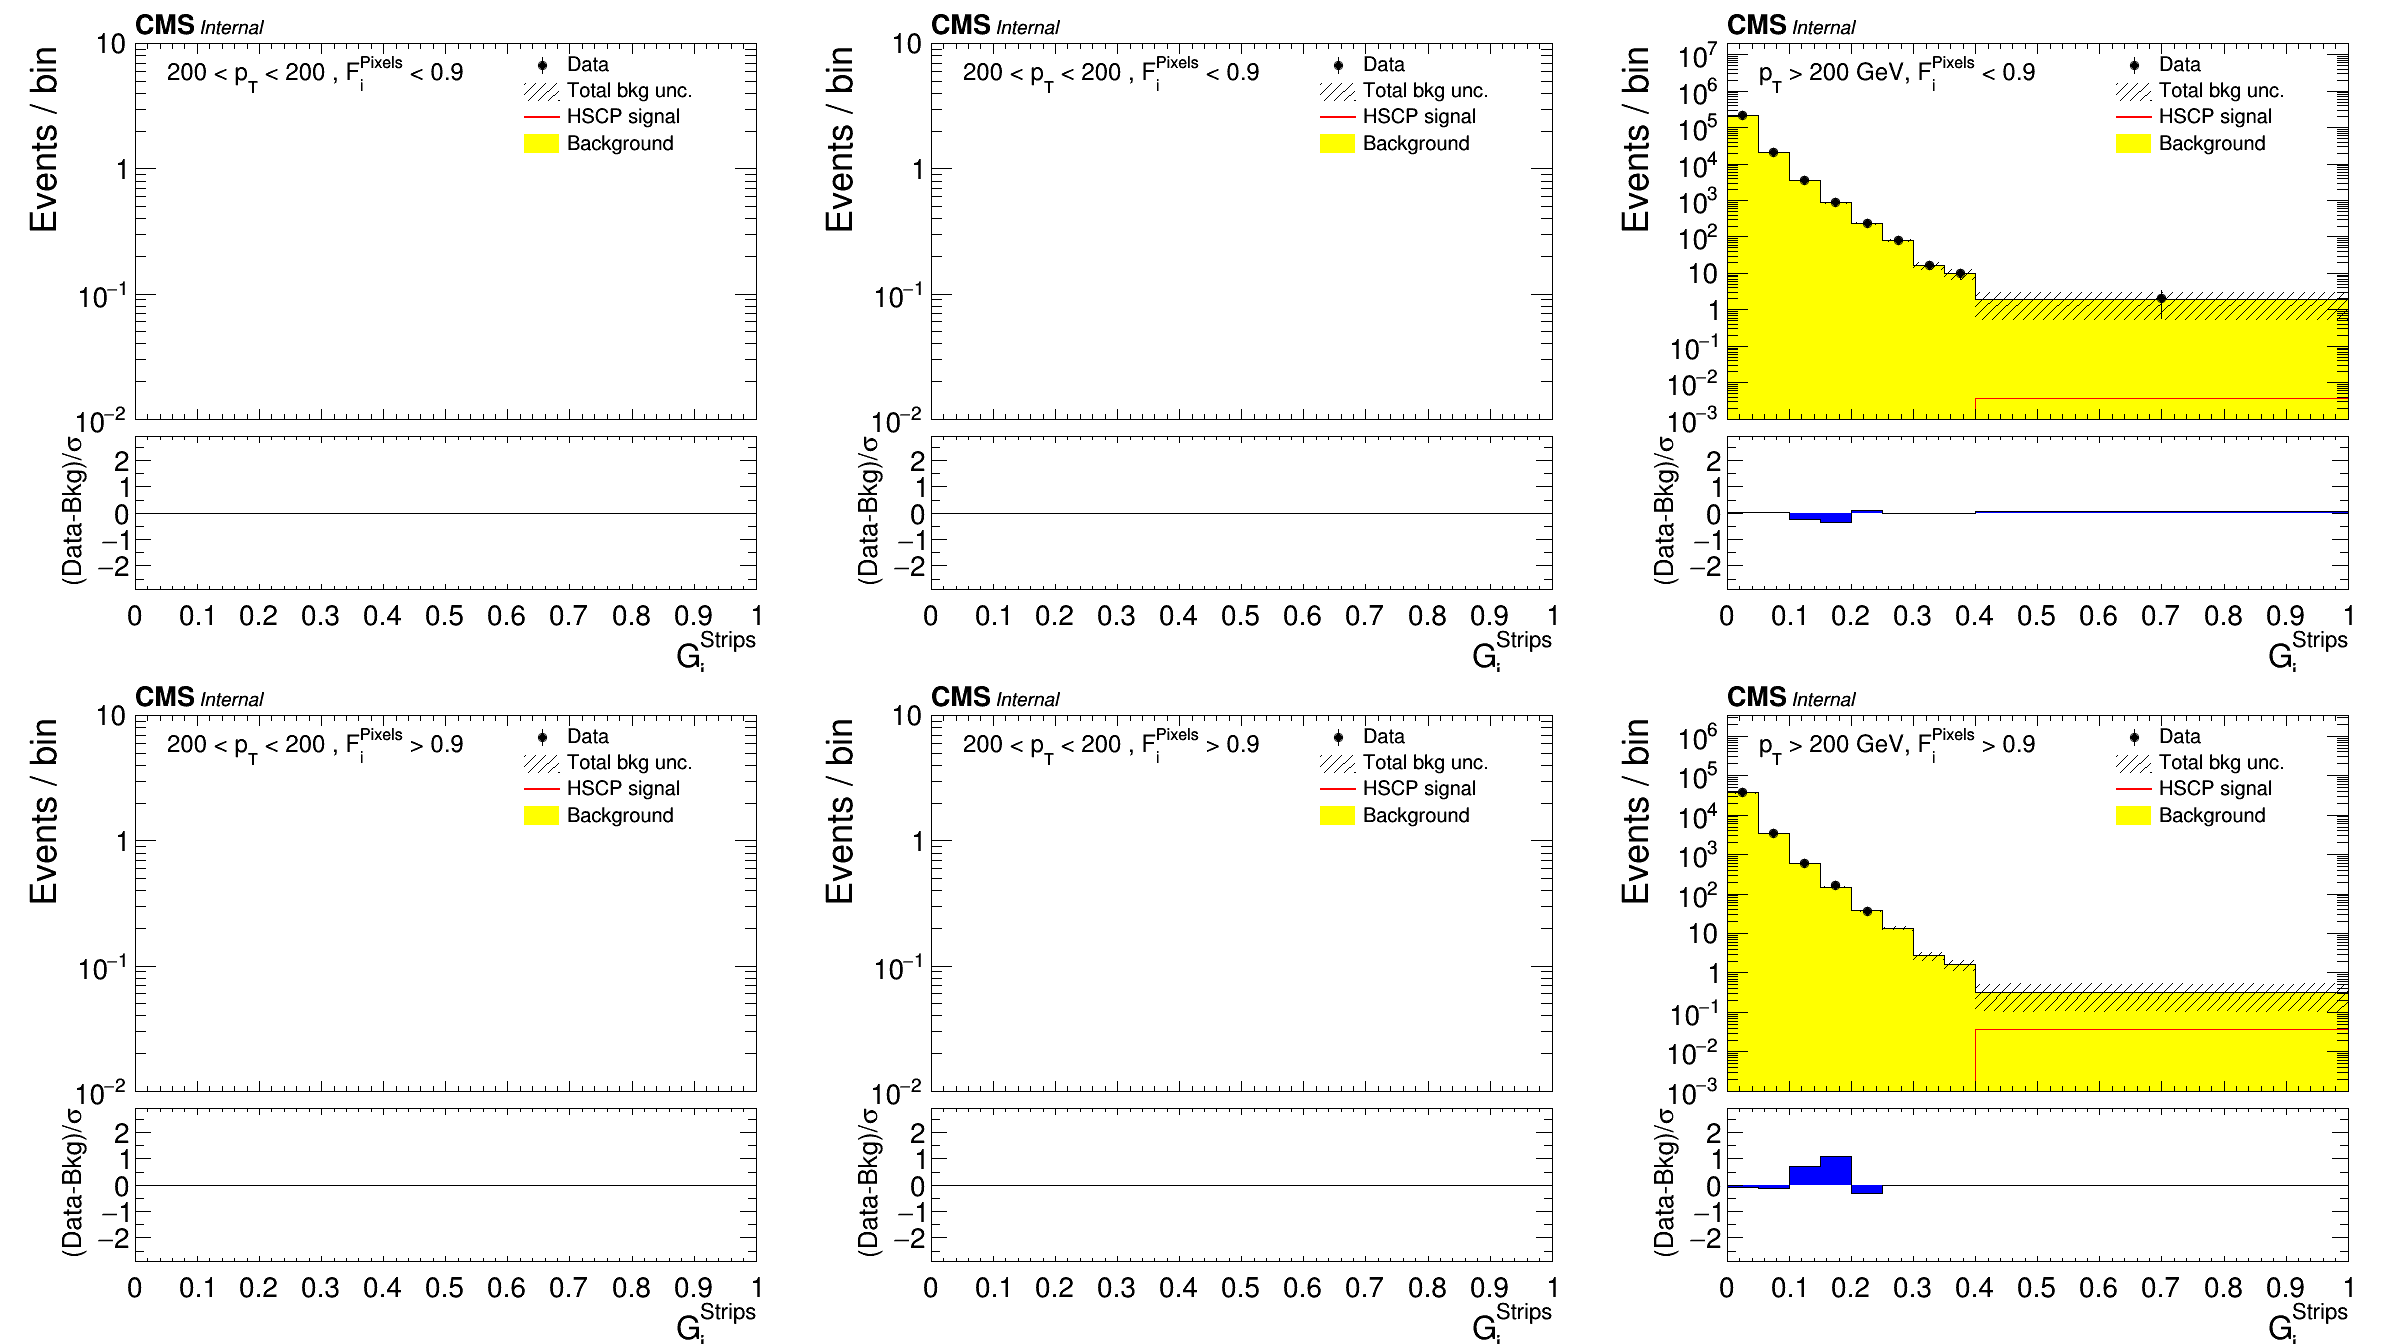 CMS Internal
Events / bin
200 < p_T < 200 , F_i^Pixels < 0.9
Data
Total bkg unc.
HSCP signal
Background
10
1
10^−1
10^−2
(Data-Bkg)/σ
2
1
0
−1
−2
0 0.1 0.2 0.3 0.4 0.5 0.6 0.7 0.8 0.9 1
G_i^Strips
CMS Internal
Events / bin
200 < p_T < 200 , F_i^Pixels < 0.9
Data
Total bkg unc.
HSCP signal
Background
10
1
10^−1
10^−2
(Data-Bkg)/σ
2
1
0
−1
−2
0 0.1 0.2 0.3 0.4 0.5 0.6 0.7 0.8 0.9 1
G_i^Strips
CMS Internal
Events / bin
p_T > 200 GeV, F_i^Pixels < 0.9
Data
Total bkg unc.
HSCP signal
Background
10^7
10^6
10^5
10^4
10^3
10^2
10
1
10^−1
10^−2
10^−3
(Data-Bkg)/σ
2
1
0
−1
−2
0 0.1 0.2 0.3 0.4 0.5 0.6 0.7 0.8 0.9 1
G_i^Strips
CMS Internal
Events / bin
200 < p_T < 200 , F_i^Pixels > 0.9
Data
Total bkg unc.
HSCP signal
Background
10
1
10^−1
10^−2
(Data-Bkg)/σ
2
1
0
−1
−2
0 0.1 0.2 0.3 0.4 0.5 0.6 0.7 0.8 0.9 1
G_i^Strips
CMS Internal
Events / bin
200 < p_T < 200 , F_i^Pixels > 0.9
Data
Total bkg unc.
HSCP signal
Background
10
1
10^−1
10^−2
(Data-Bkg)/σ
2
1
0
−1
−2
0 0.1 0.2 0.3 0.4 0.5 0.6 0.7 0.8 0.9 1
G_i^Strips
CMS Internal
Events / bin
p_T > 200 GeV, F_i^Pixels > 0.9
Data
Total bkg unc.
HSCP signal
Background
10^6
10^5
10^4
10^3
10^2
10
1
10^−1
10^−2
10^−3
(Data-Bkg)/σ
2
1
0
−1
−2
0 0.1 0.2 0.3 0.4 0.5 0.6 0.7 0.8 0.9 1
G_i^Strips